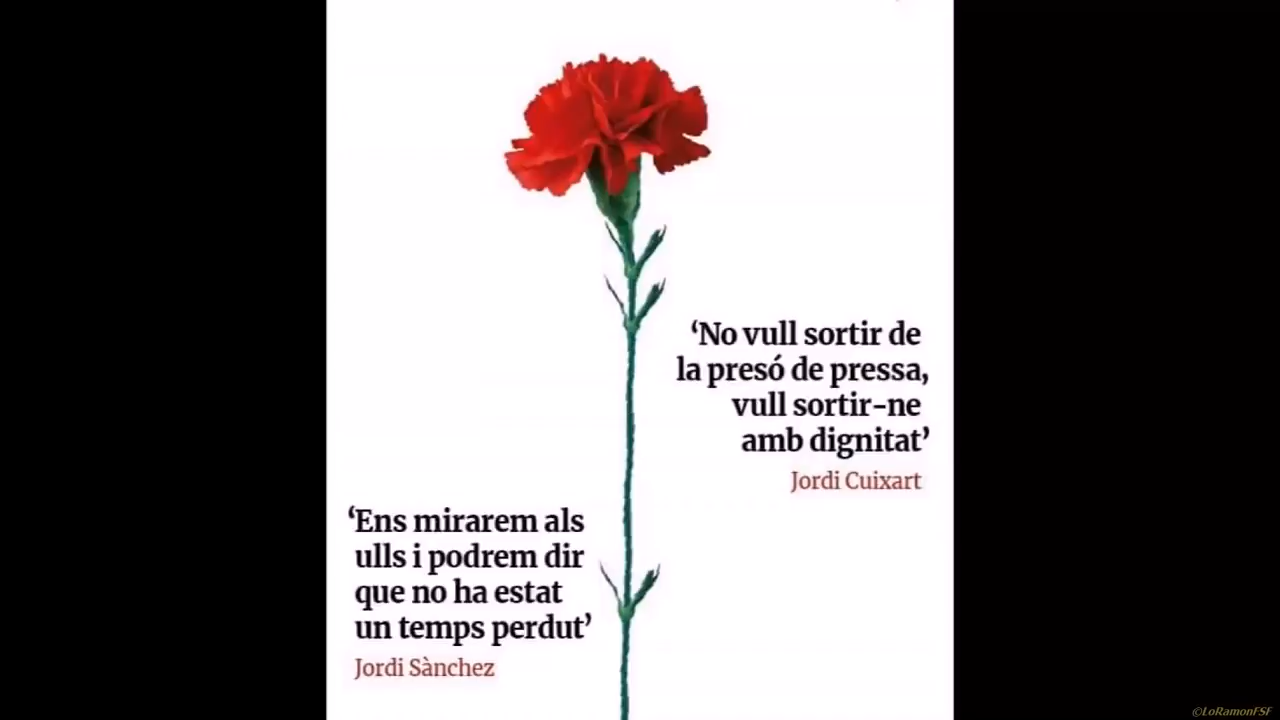 ‘No vull sortir de
la presó de pressa,
vull sortir-ne
amb dignitat’
Jordi Cuixart
‘Ens mirarem als
ulls i podrem dir
que no ha estat
un temps perdut’
Jordi Sànchez
©LoRamonFSF